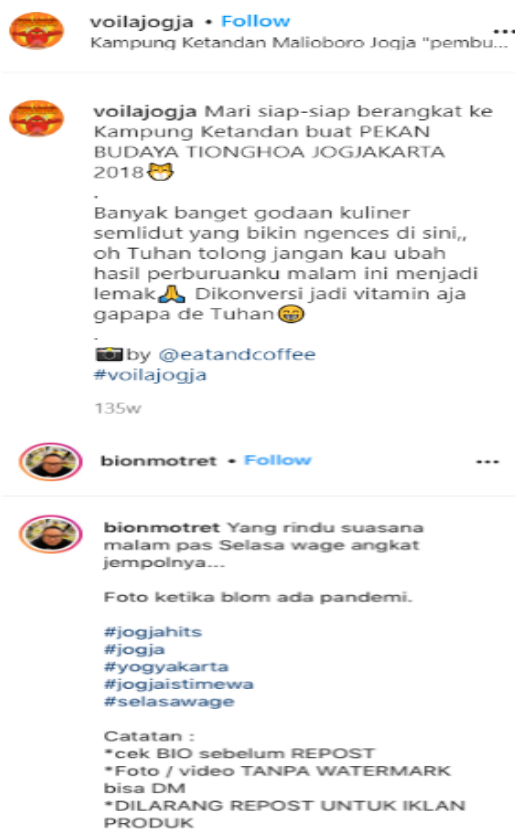 voilajogja • Follow
Kampung Ketandan Malioboro Jogja "pembu...
voilajogja Mari siap-siap berangkat ke
Kampung Ketandan buat PEKAN
BUDAYA TIONGHOA JOGJAKARTA
2018😁
.
Banyak banget godaan kuliner
semlidut yang bikin ngences di sini,,
oh Tuhan tolong jangan kau ubah
hasil perburuanku malam ini menjadi
lemak🙏 Dikonversi jadi vitamin aja
gapapa de Tuhan😁
.
📷by @eatandcoffee
#voilajogja
135w
bionmotret • Follow
bionmotret Yang rindu suasana
malam pas Selasa wage angkat
jempolnya...
Foto ketika blom ada pandemi.
#jogjahits
#jogja
#yogyakarta
#jogjaistimewa
#selasawage
Catatan :
*cek BIO sebelum REPOST
*Foto / video TANPA WATERMARK
bisa DM
*DILARANG REPOST UNTUK IKLAN
PRODUK